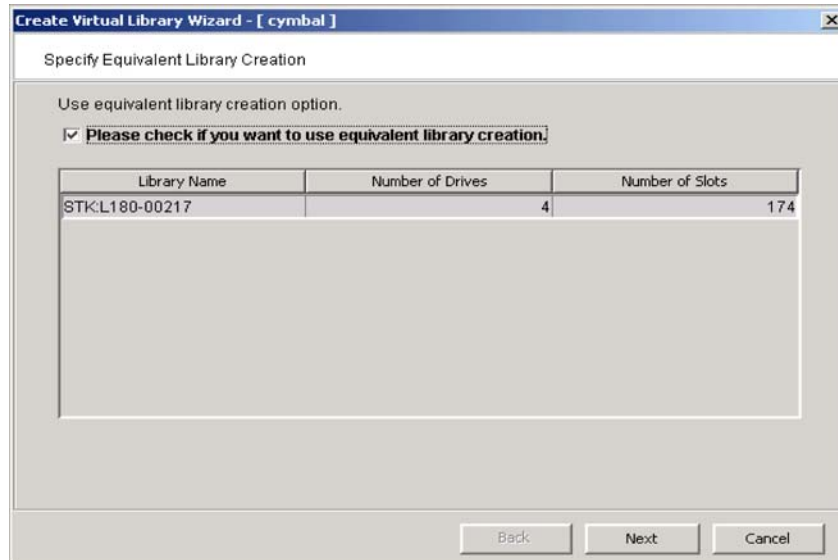 Create Virtual Library Wizard - [ cymbal ]
Specify Equivalent Library Creation
Use equivalent library creation option.
Please check if you want to use equivalent library creation.
Library Name Number of Drives Number of Slots
STK:L180-00217 4 174
Back Next Cancel